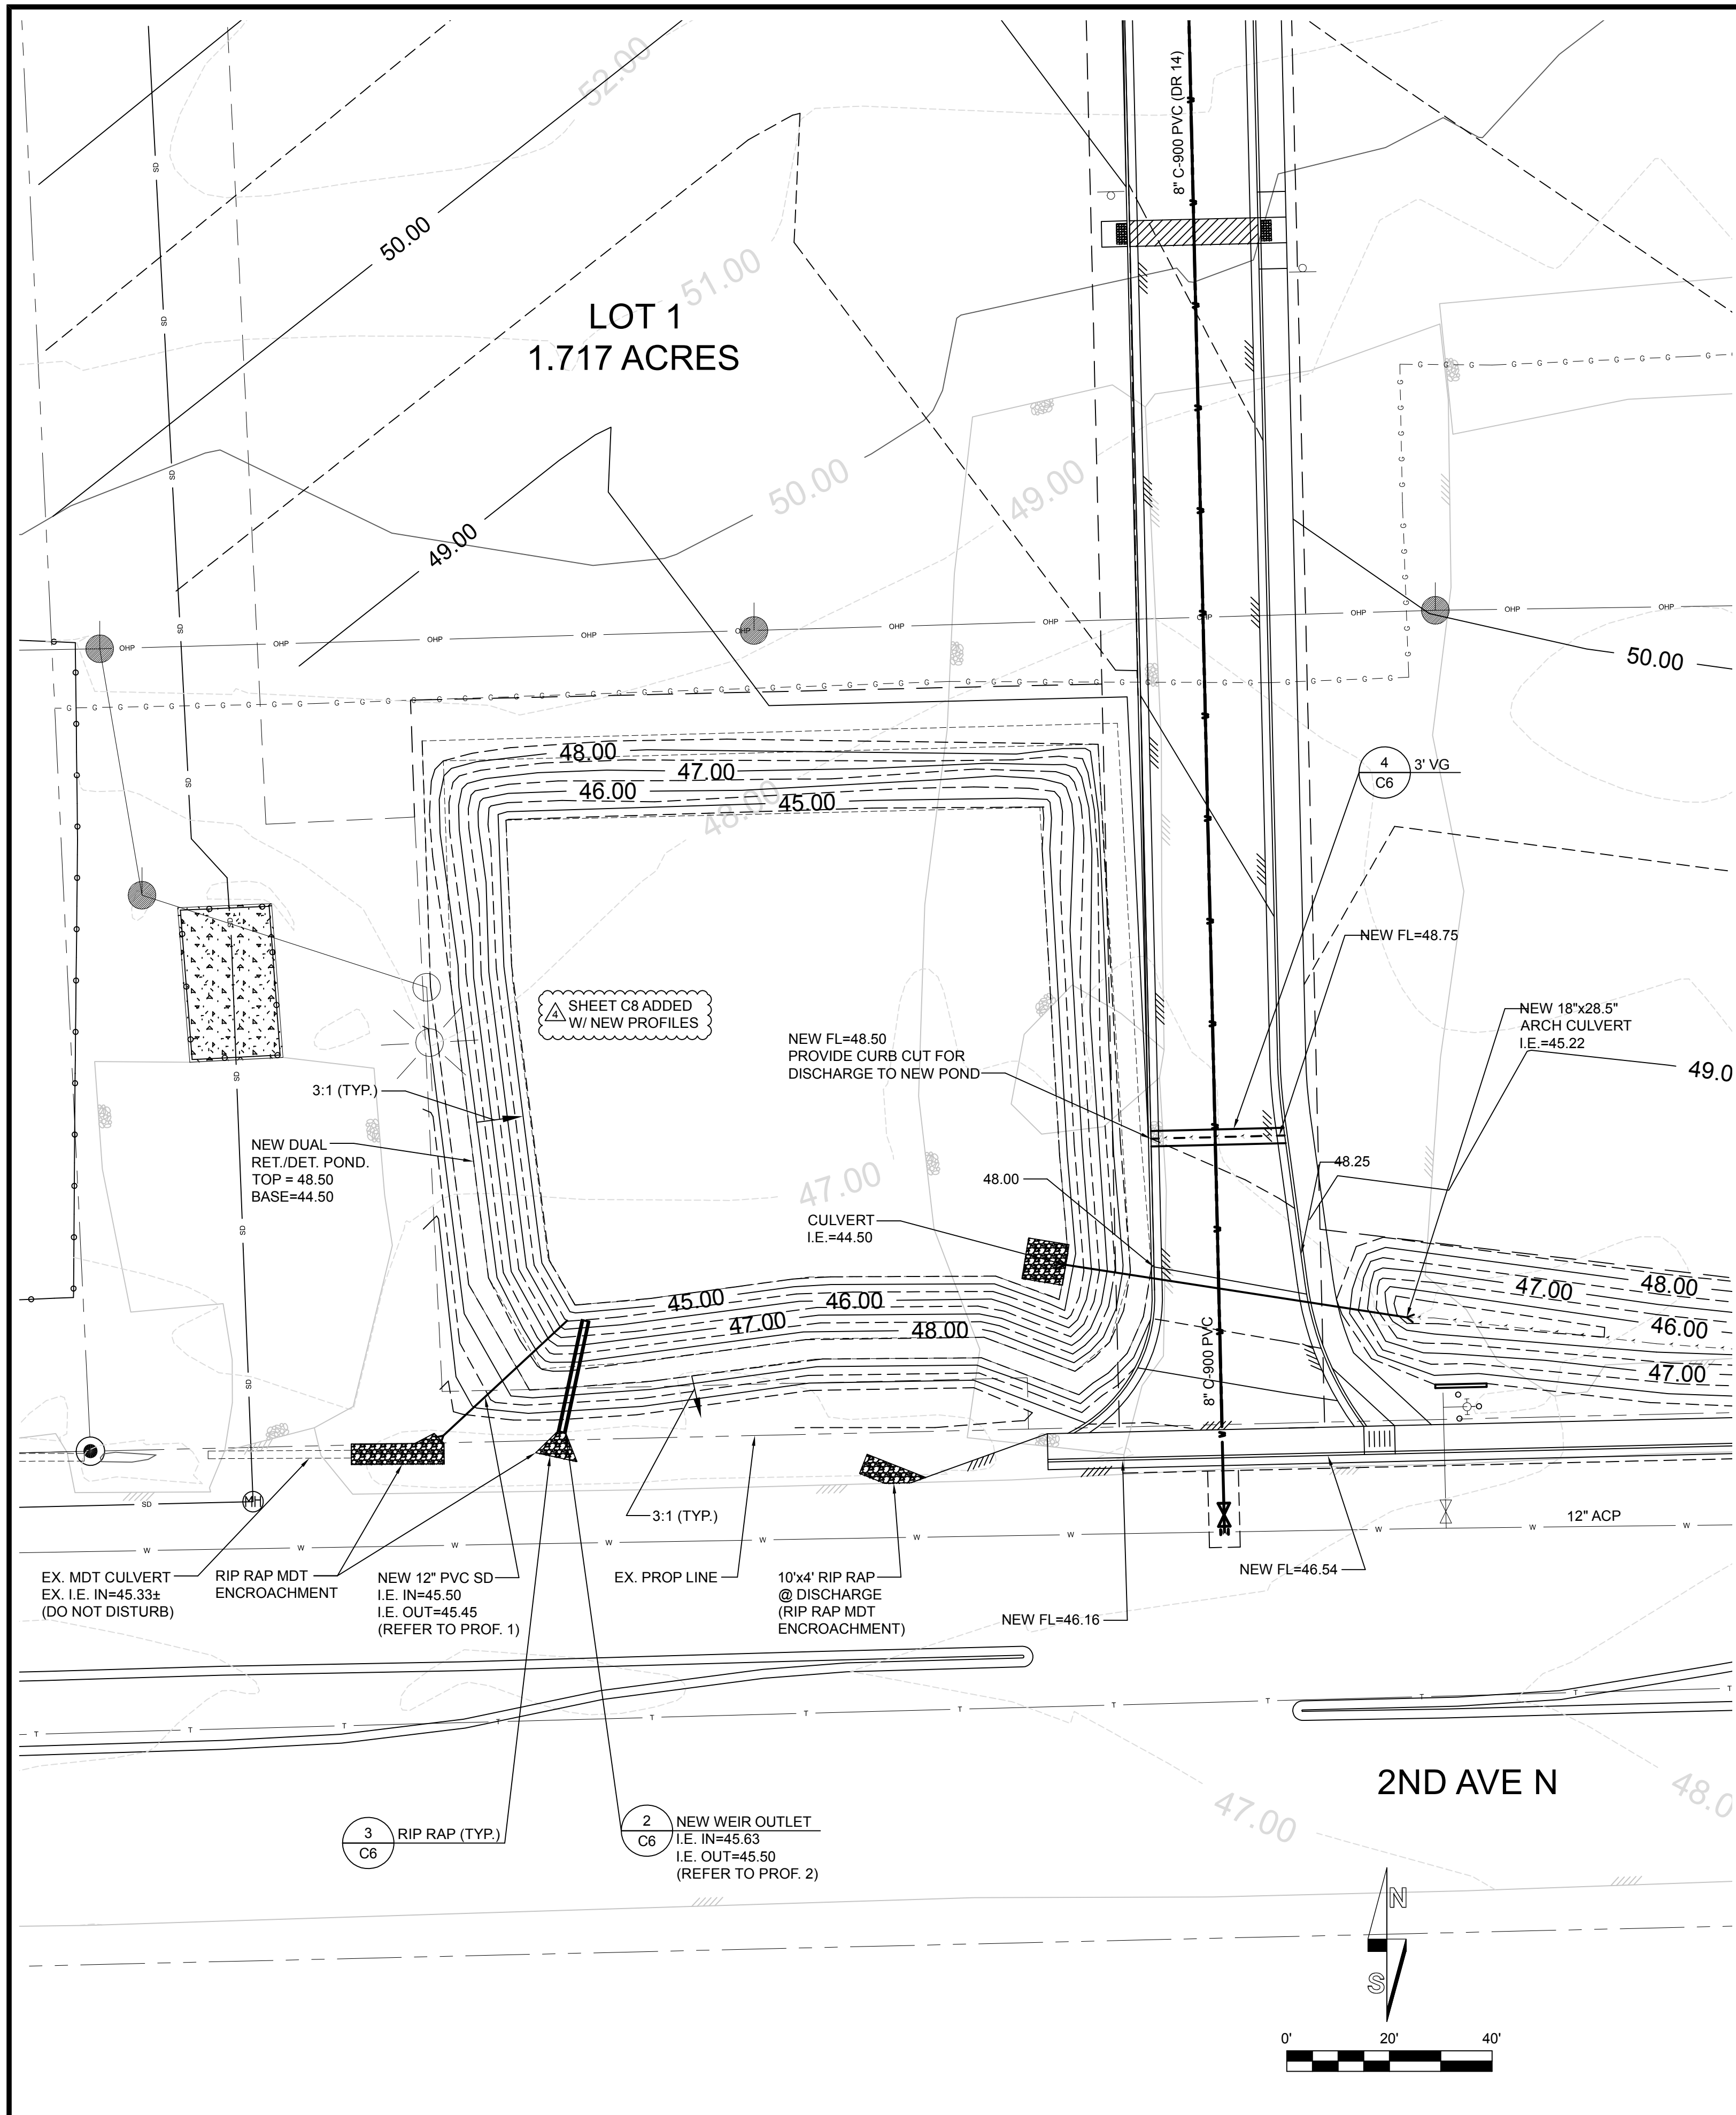 52.00
8" C-900 PVC (DR 14)
50.00
51.00
LOT 1
1.717 ACRES
50.00
49.00
49.00
50.00
48.00
47.00
46.00
45.00
48.00
4
C6
3' VG
NEW FL=48.75
4
SHEET C8 ADDED
W/ NEW PROFILES
NEW 18"x28.5"
ARCH CULVERT
I.E.=45.22
NEW FL=48.50
PROVIDE CURB CUT FOR
DISCHARGE TO NEW POND
49.0
3:1 (TYP.)
NEW DUAL
RET./DET. POND.
TOP = 48.50
BASE=44.50
48.25
47.00
48.00
CULVERT
I.E.=44.50
45.00
46.00
47.00
48.00
47.00
48.00
46.00
47.00
8" C-900 PVC
MH
3:1 (TYP.)
12" ACP
EX. MDT CULVERT
EX. I.E. IN=45.33±
(DO NOT DISTURB)
RIP RAP MDT
ENCROACHMENT
NEW 12" PVC SD
I.E. IN=45.50
I.E. OUT=45.45
(REFER TO PROF. 1)
EX. PROP LINE
10'x4' RIP RAP
@ DISCHARGE
(RIP RAP MDT
ENCROACHMENT)
NEW FL=46.54
NEW FL=46.16
2ND AVE N
47.00
48.0
3
C6
RIP RAP (TYP.)
2
C6
NEW WEIR OUTLET
I.E. IN=45.63
I.E. OUT=45.50
(REFER TO PROF. 2)
N
S
0' 20' 40'